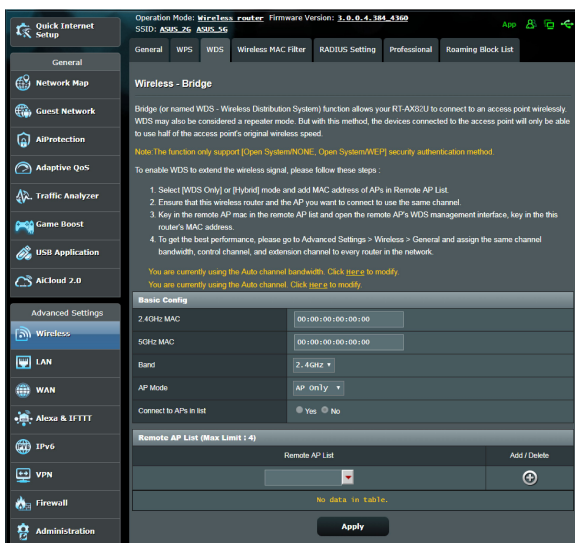 Quick Internet
Setup
General
Network Map
Guest Network
AiProtection
Adaptive QoS
Traffic Analyzer
Game Boost
USB Application
AiCloud 2.0
Advanced Settings
Wireless
LAN
WAN
Alexa & IFTTT
IPv6
VPN
Firewall
Administration
Operation Mode: Wireless router Firmware Version: 3.0.0.4.384_4360
SSID: ASUS_26 ASUS_5G
App
General WPS WDS Wireless MAC Filter RADIUS Setting Professional Roaming Block List
Wireless - Bridge
Bridge (or named WDS - Wireless Distribution System) function allows your RT-AX82U to connect to an access point wirelessly.
WDS may also be considered a repeater mode. But with this method, the devices connected to the access point will only be able
to use half of the access point's original wireless speed.
Note:The function only support [Open System/NONE, Open System/WEP] security authentication method.
To enable WDS to extend the wireless signal, please follow these steps :
1. Select [WDS Only] or [Hybrid] mode and add MAC address of APs in Remote AP List.
2. Ensure that this wireless router and the AP you want to connect to use the same channel.
3. Key in the remote AP mac in the remote AP list and open the remote AP's WDS management interface, key in the this
router's MAC address.
4. To get the best performance, please go to Advanced Settings > Wireless > General and assign the same channel
bandwidth, control channel, and extension channel to every router in the network.
You are currently using the Auto channel bandwidth. Click Here to modify.
You are currently using the Auto channel. Click Here to modify.
Basic Config
2.4GHz MAC 00:00:00:00:00:00
5GHz MAC 00:00:00:00:00:00
Band 2.4GHz
AP Mode AP Only
Connect to APs in list Yes No
Remote AP List (Max Limit : 4)
Remote AP List Add / Delete
No data in table.
Apply